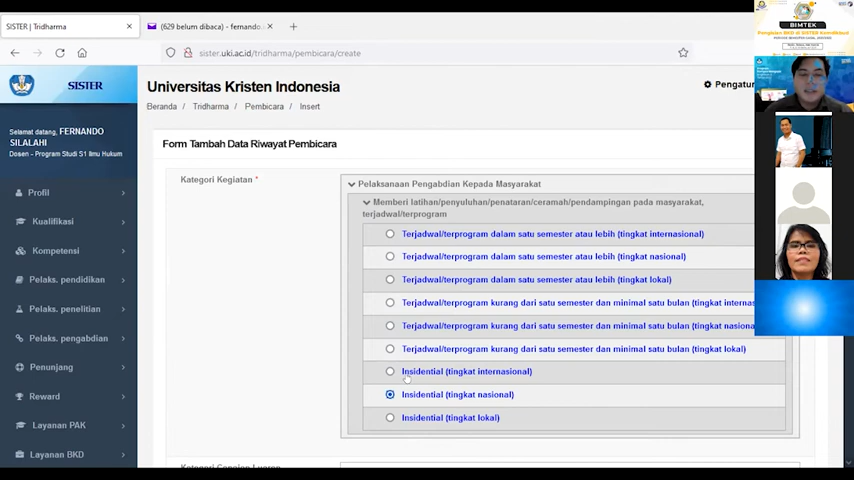 SISTER | Tridharma
(629 belum dibaca) - fernando.
sister.uki.ac.id/tridharma/pembicara/create
BIMTEK
SISTER
Universitas Kristen Indonesia
Pengatu
Beranda / Tridharma / Pembicara / Insert
Selamat datang, FERNANDO
SILALAHI
Dosen - Program Studi S1 Ilmu Hukum
Form Tambah Data Riwayat Pembicara
Kategori Kegiatan *
Pelaksanaan Pengabdian Kepada Masyarakat
Memberi latihan/penyuluhan/penataran/ceramah/pendampingan pada masyarakat,
terjadwal/terprogram
Terjadwal/terprogram dalam satu semester atau lebih (tingkat internasional)
Terjadwal/terprogram dalam satu semester atau lebih (tingkat nasional)
Terjadwal/terprogram dalam satu semester atau lebih (tingkat lokal)
Terjadwal/terprogram kurang dari satu semester dan minimal satu bulan (tingkat internas
Terjadwal/terprogram kurang dari satu semester dan minimal satu bulan (tingkat nasiona
Terjadwal/terprogram kurang dari satu semester dan minimal satu bulan (tingkat lokal)
Insidential (tingkat internasional)
Insidential (tingkat nasional)
Insidential (tingkat lokal)
Profil
Kualifikasi
Kompetensi
Pelaks. pendidikan
Pelaks. penelitian
Pelaks. pengabdian
Penunjang
Reward
Layanan PAK
Layanan BKD